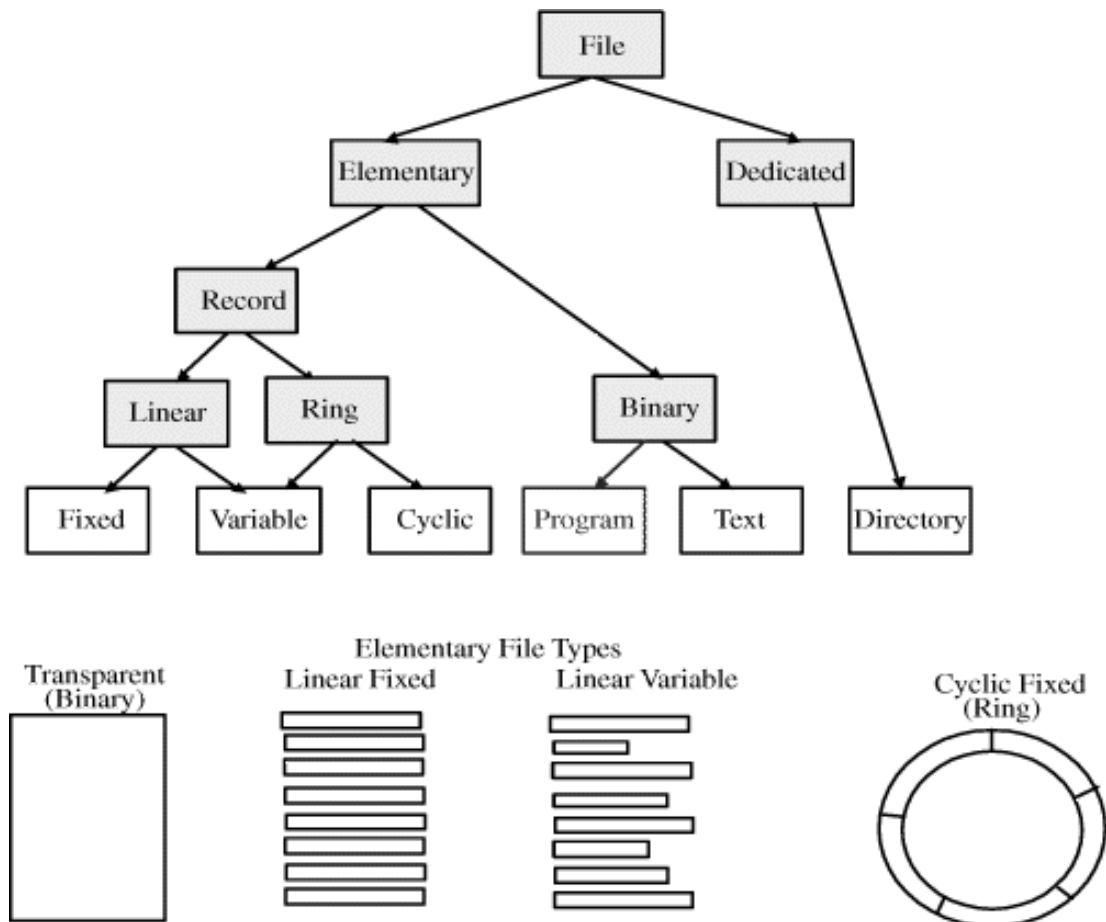 File
Elementary
Dedicated
Record
Linear
Ring
Binary
Fixed
Variable
Cyclic
Program
Text
Directory
Elementary File Types
Transparent
(Binary)
Linear Fixed
Linear Variable
Cyclic Fixed
(Ring)